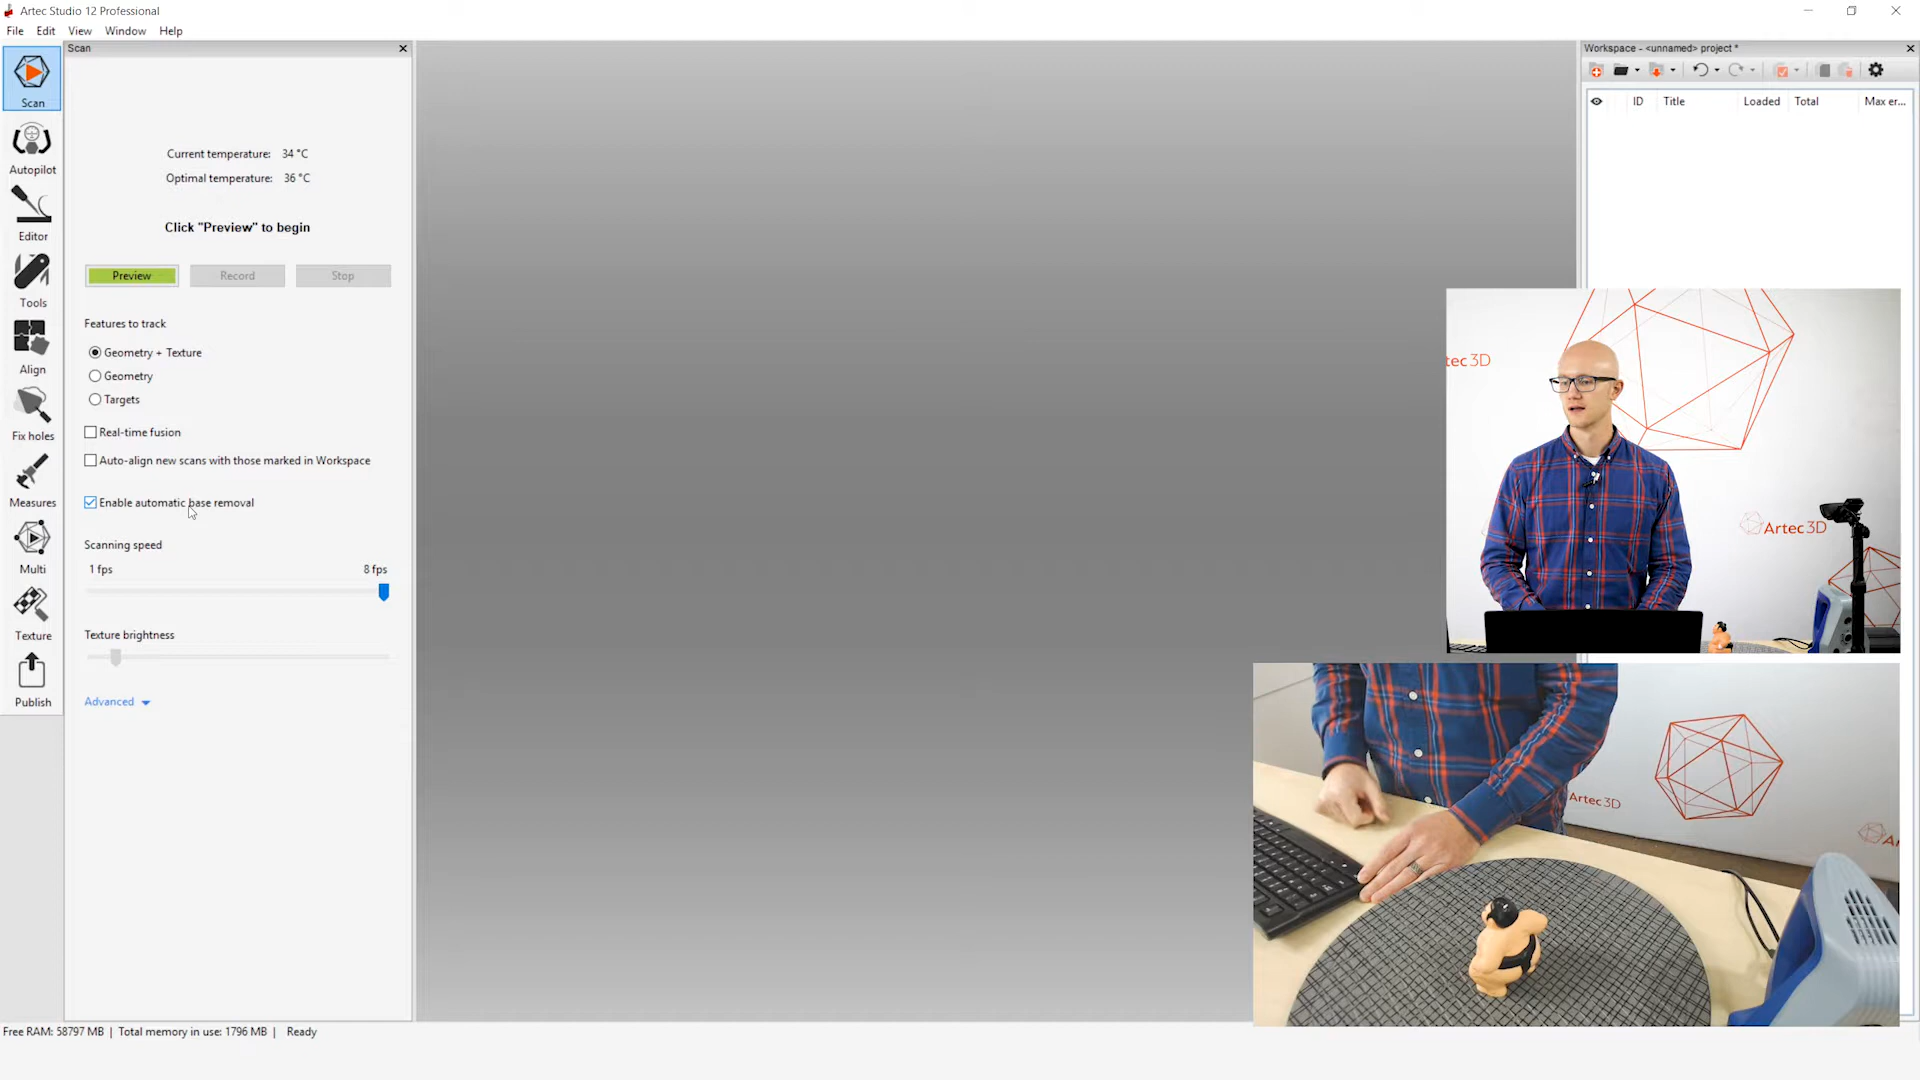 Artec Studio 12 Professional
File Edit View Window Help
Scan
Workspace - <unnamed> project *
Scan
Autopilot
Editor
Tools
Align
Fix holes
Measures
Multi
Texture
Publish
Current temperature: 34 °C
Optimal temperature: 36 °C
Click "Preview" to begin
Preview Record Stop
Features to track
Geometry + Texture
Geometry
Targets
Real-time fusion
Auto-align new scans with those marked in Workspace
Enable automatic base removal
Scanning speed
1 fps 8 fps
Texture brightness
Advanced
ID Title Loaded Total Max er...
tec 3D
Artec 3D
Artec 3D
A
Free RAM: 58797 MB | Total memory in use: 1796 MB | Ready